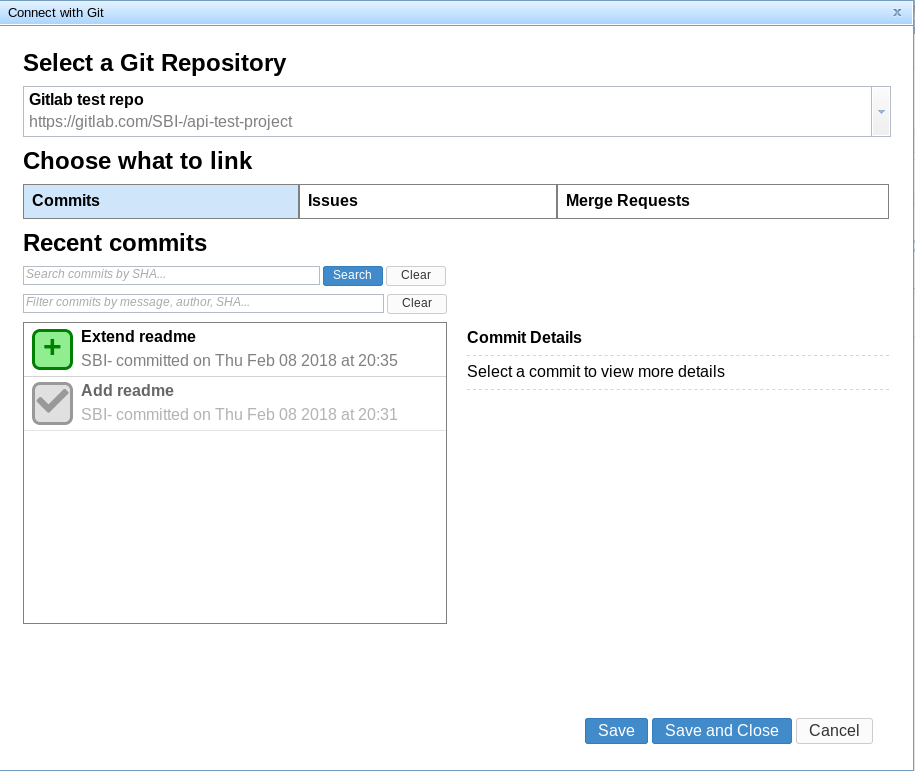 Connect with Git
x
Select a Git Repository
Gitlab test repo
https://gitlab.com/SBI-/api-test-project
Choose what to link
Commits Issues Merge Requests
Recent commits
Search commits by SHA... Search Clear
Filter commits by message, author, SHA... Clear
Extend readme
SBI- committed on Thu Feb 08 2018 at 20:35
Add readme
SBI- committed on Thu Feb 08 2018 at 20:31
Commit Details
Select a commit to view more details
Save Save and Close Cancel